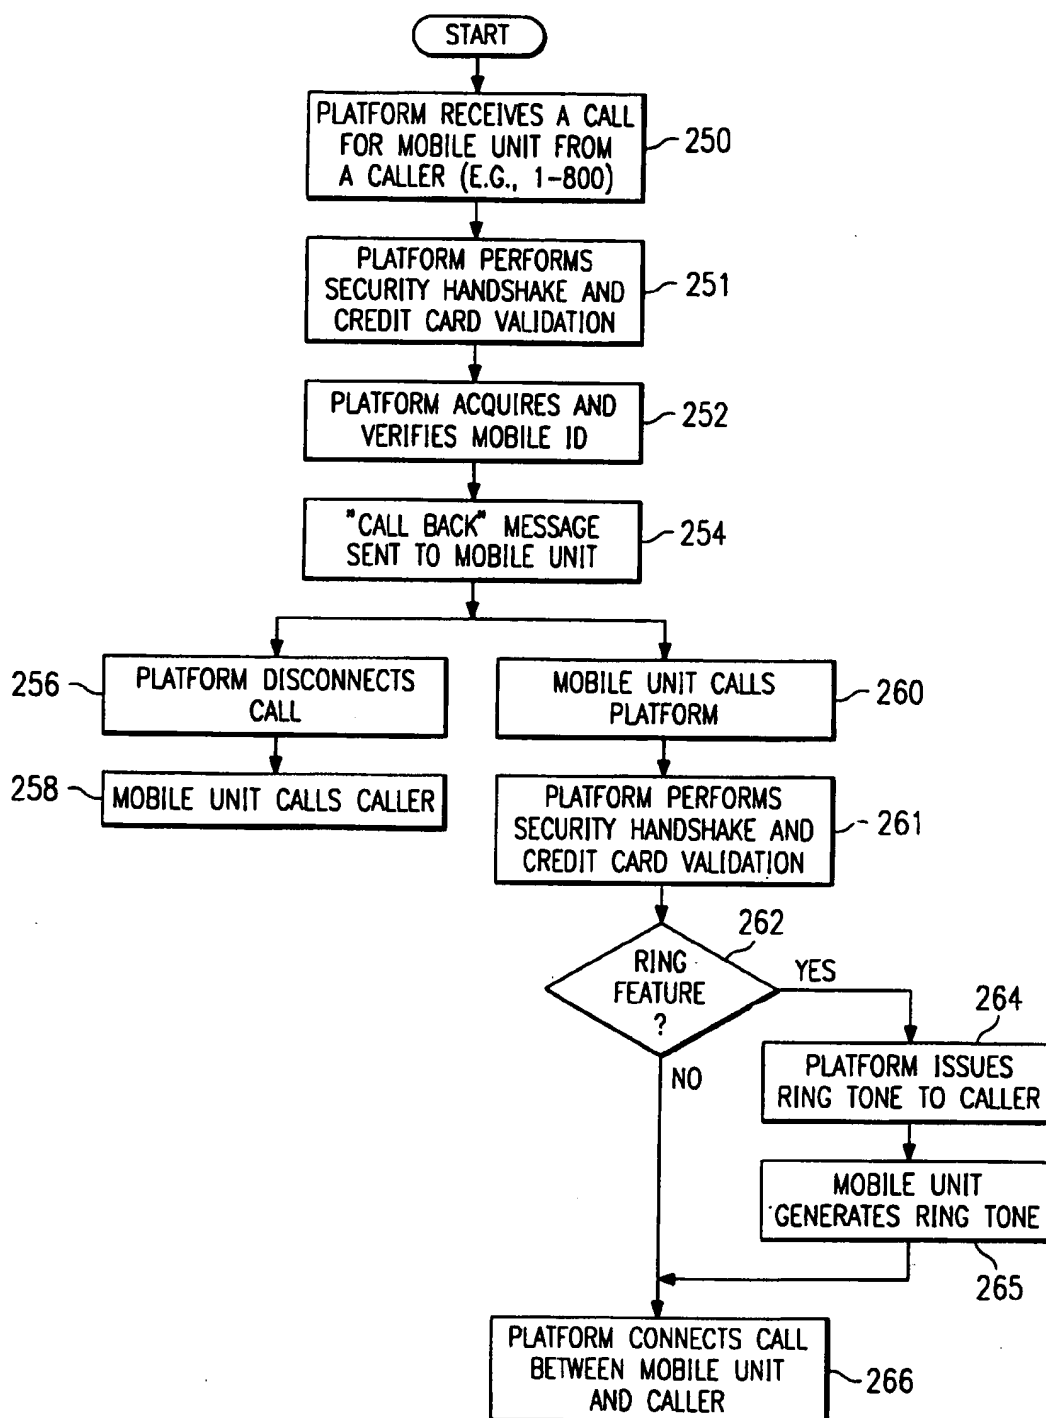 START
PLATFORM RECEIVES A CALL
FOR MOBILE UNIT FROM
A CALLER (E.G., 1-800)
250
PLATFORM PERFORMS
SECURITY HANDSHAKE AND
CREDIT CARD VALIDATION
251
PLATFORM ACQUIRES AND
VERIFIES MOBILE ID
252
"CALL BACK" MESSAGE
SENT TO MOBILE UNIT
254
256
PLATFORM DISCONNECTS
CALL
MOBILE UNIT CALLS
PLATFORM
260
258
MOBILE UNIT CALLS CALLER
PLATFORM PERFORMS
SECURITY HANDSHAKE AND
CREDIT CARD VALIDATION
261
262
RING
FEATURE
?
YES
NO
264
PLATFORM ISSUES
RING TONE TO CALLER
MOBILE UNIT
GENERATES RING TONE
265
PLATFORM CONNECTS CALL
BETWEEN MOBILE UNIT
AND CALLER
266